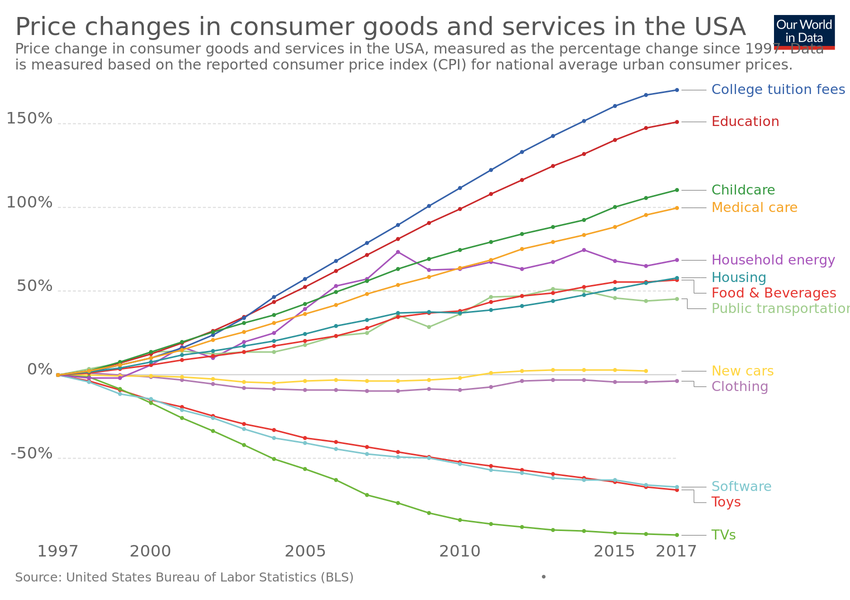 Price changes in consumer goods and services in the USA
Our World
in Data
Price change in consumer goods and services in the USA, measured as the percentage change since 1997. Data
is measured based on the reported consumer price index (CPI) for national average urban consumer prices.
College tuition fees
150%
Education
Childcare
100%
Medical care
Household energy
Housing
50%
Food & Beverages
Public transportation
0%
New cars
Clothing
-50%
Software
Toys
TVs
1997 2000 2005 2010 2015 2017
Source: United States Bureau of Labor Statistics (BLS)
•